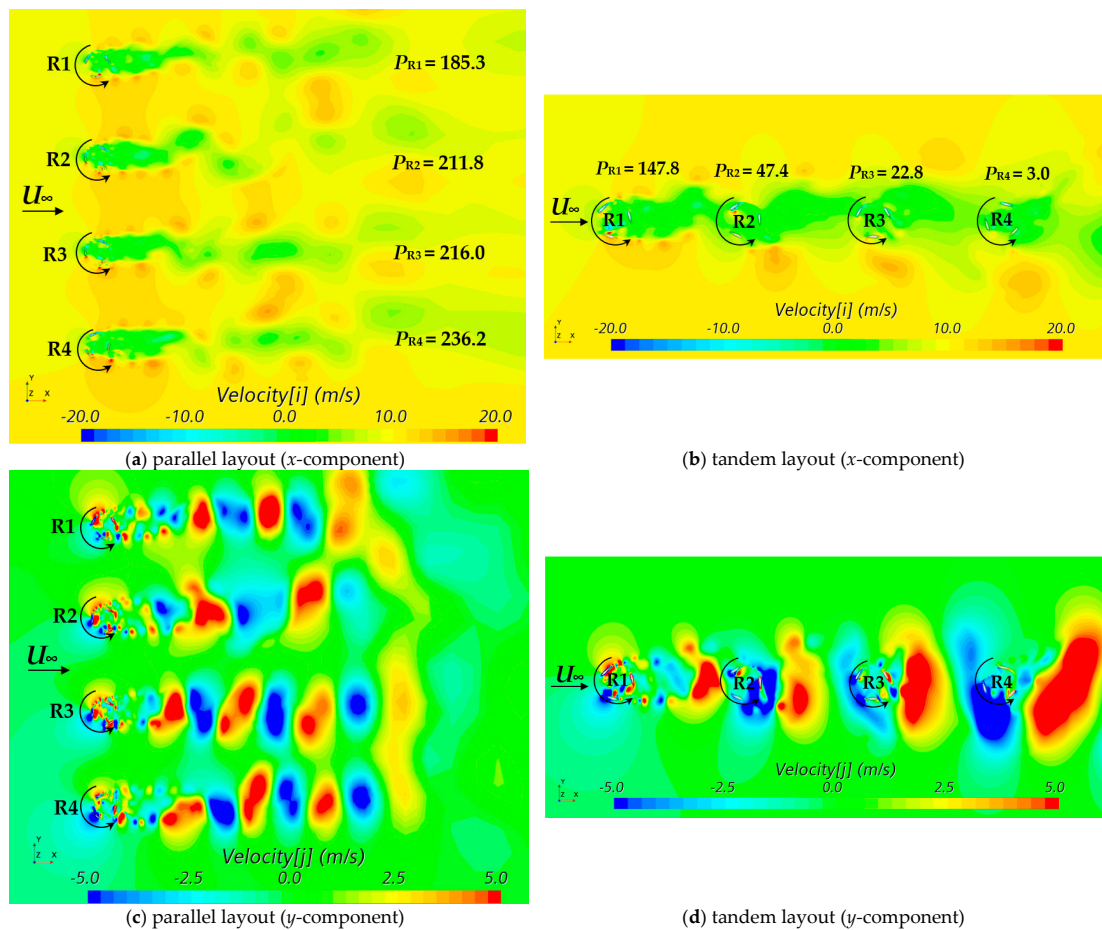 R1
P_R1 = 185.3
R2
P_R2 = 211.8
U∞
R3
P_R3 = 216.0
R4
P_R4 = 236.2
Y
Z X
Velocity[i] (m/s)
-20.0 -10.0 0.0 10.0 20.0
(a) parallel layout (x-component)
P_R1 = 147.8 P_R2 = 47.4 P_R3 = 22.8 P_R4 = 3.0
U∞ R1 R2 R3 R4
Velocity[i] (m/s)
Y
Z X
-20.0 -10.0 0.0 10.0 20.0
(b) tandem layout (x-component)
R1
R2
U∞
R3
R4
Y
Z X
Velocity[j] (m/s)
-5.0 -2.5 0.0 2.5 5.0
(c) parallel layout (y-component)
U∞ R1 R2 R3 R4
Velocity[j] (m/s)
Y
Z X
-5.0 -2.5 0.0 2.5 5.0
(d) tandem layout (y-component)